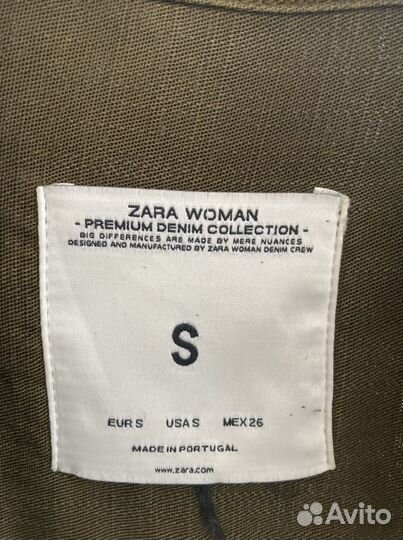 ZARA WOMAN
- PREMIUM DENIM COLLECTION -
BIG DIFFERENCES ARE MADE BY MERE NUANCES
DESIGNED AND MANUFACTURED BY ZARA WOMAN DENIM CREW
S
EUR S USA S MEX 26
MADE IN PORTUGAL
www.zara.com
Avito